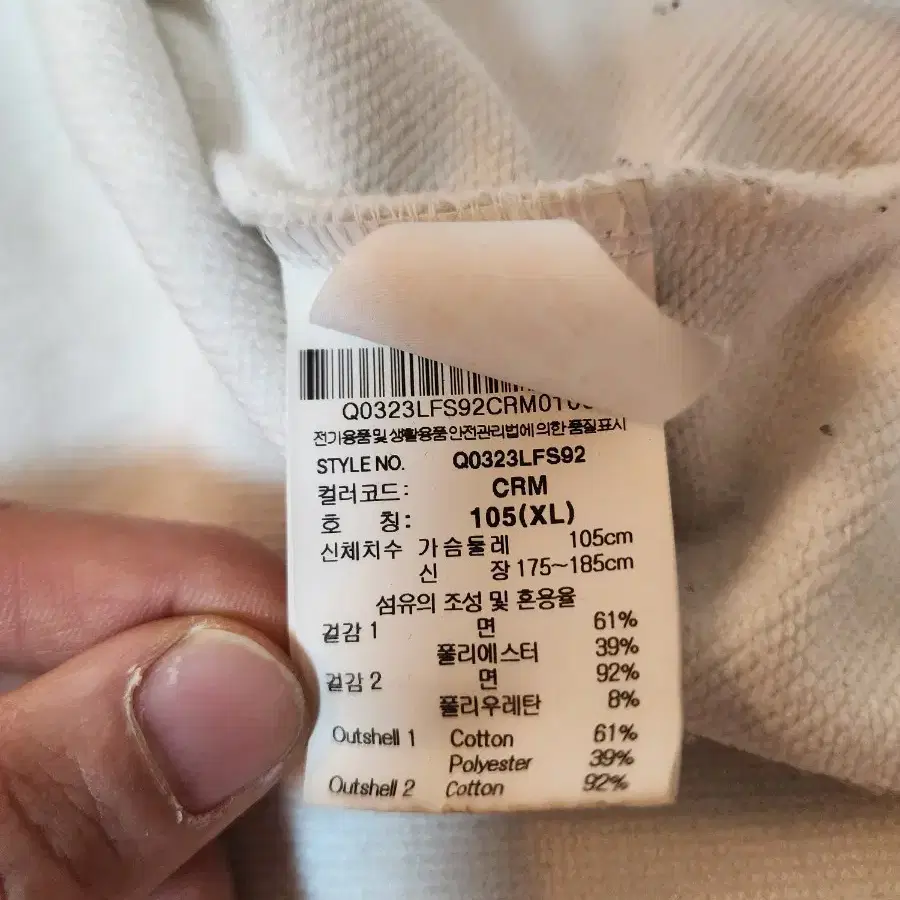 Q0323LFS92CRM010
전기용품 및 생활용품 안전관리법에 의한 품질표시
STYLE NO. Q0323LFS92
컬러코드: CRM
호 칭: 105(XL)
신체치수 가슴둘레 105cm
신 장 175~185cm
섬유의 조성 및 혼용율
겉감 1 면 61%
폴리에스터 39%
겉감 2 면 92%
폴리우레탄 8%
Outshell 1 Cotton 61%
Polyester 39%
Outshell 2 Cotton 92%